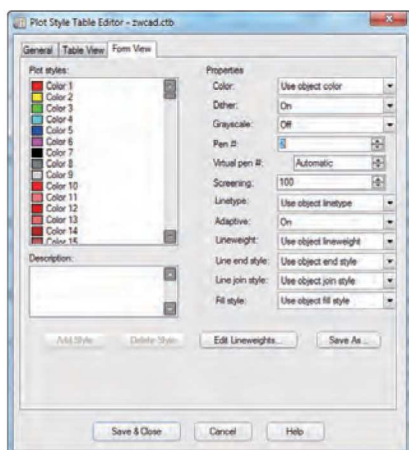 Plot Style Table Editor - zwcad.ctb
General Table View Form View
Plot styles:
Color 1
Color 2
Color 3
Color 4
Color 5
Color 6
Color 7
Color 8
Color 9
Color 10
Color 11
Color 12
Color 13
Color 14
Color 15
Description:
Add Style Delete Style
Properties
Color: Use object color
Dither: On
Grayscale: Off
Pen #:
Virtual pen #: Automatic
Screening: 100
Linetype: Use object linetype
Adaptive: On
Lineweight: Use object lineweight
Line end style: Use object end style
Line join style: Use object join style
Fill style: Use object fill style
Edit Lineweights... Save As...
Save & Close Cancel Help